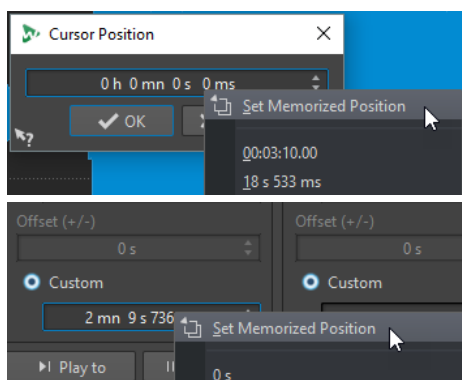 Cursor Position
0 h 0 mn 0 s 0 ms
OK
Set Memorized Position
00:03:10.00
18 s 533 ms
Offset (+/-)
Offset (+/-)
0 s
0 s
Custom
Custom
2 mn 9 s 736
Set Memorized Position
Play to
0 s